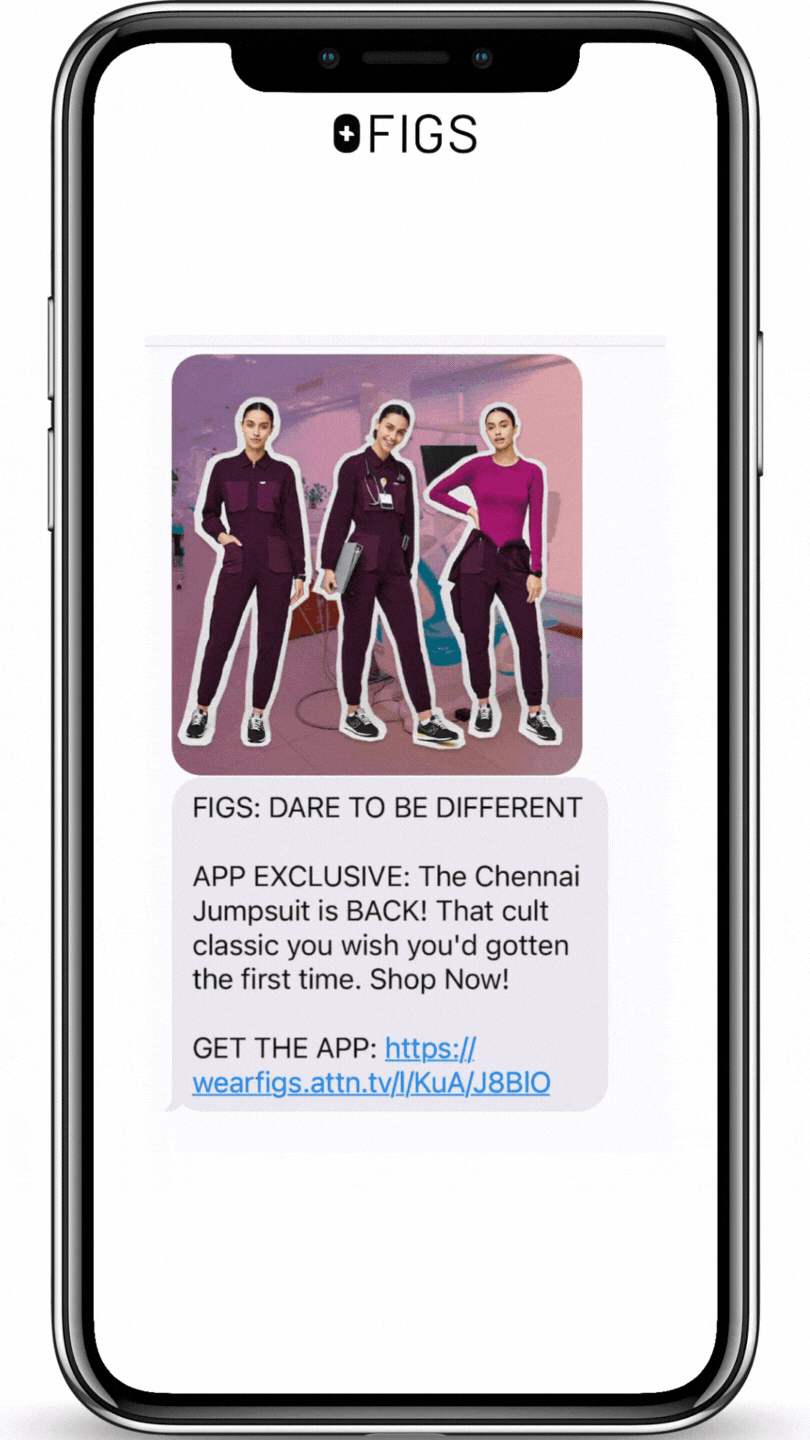 FIGS
FIGS: DARE TO BE DIFFERENT
APP EXCLUSIVE: The Chennai
Jumpsuit is BACK! That cult
classic you wish you'd gotten
the first time. Shop Now!
GET THE APP: https://
wearfigs.attn.tv/l/KuA/J8BlO